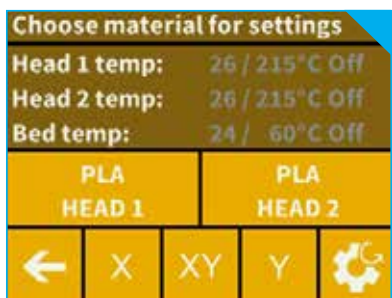 Choose material for settings
Head 1 temp: 26 / 215°C Off
Head 2 temp: 26 / 215°C Off
Bed temp: 24 / 60°C Off
PLA PLA
HEAD 1 HEAD 2
X XY Y